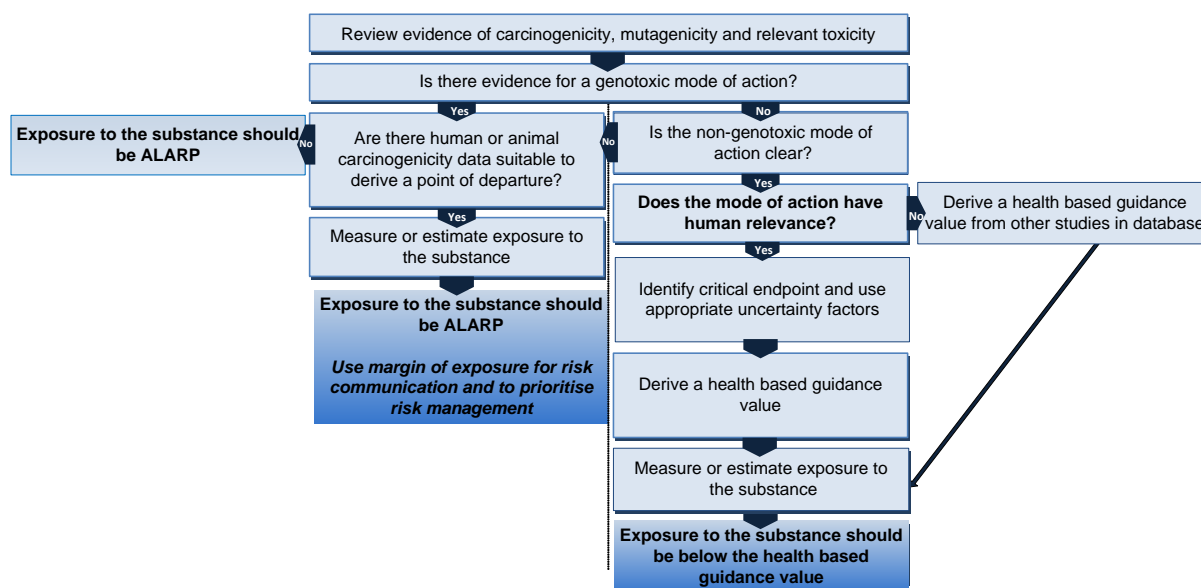 Review evidence of carcinogenicity, mutagenicity and relevant toxicity
Is there evidence for a genotoxic mode of action?
Yes
No
Exposure to the substance should
be ALARP
No
Are there human or animal
carcinogenicity data suitable to
derive a point of departure?
No
Is the non-genotoxic mode of
action clear?
Yes
Yes
Measure or estimate exposure to
the substance
Does the mode of action have
human relevance?
No
Derive a health based guidance
value from other studies in database
Yes
Exposure to the substance should
be ALARP
Use margin of exposure for risk
communication and to prioritise
risk management
Identify critical endpoint and use
appropriate uncertainty factors
Derive a health based guidance
value
Measure or estimate exposure to
the substance
Exposure to the substance should
be below the health based
guidance value